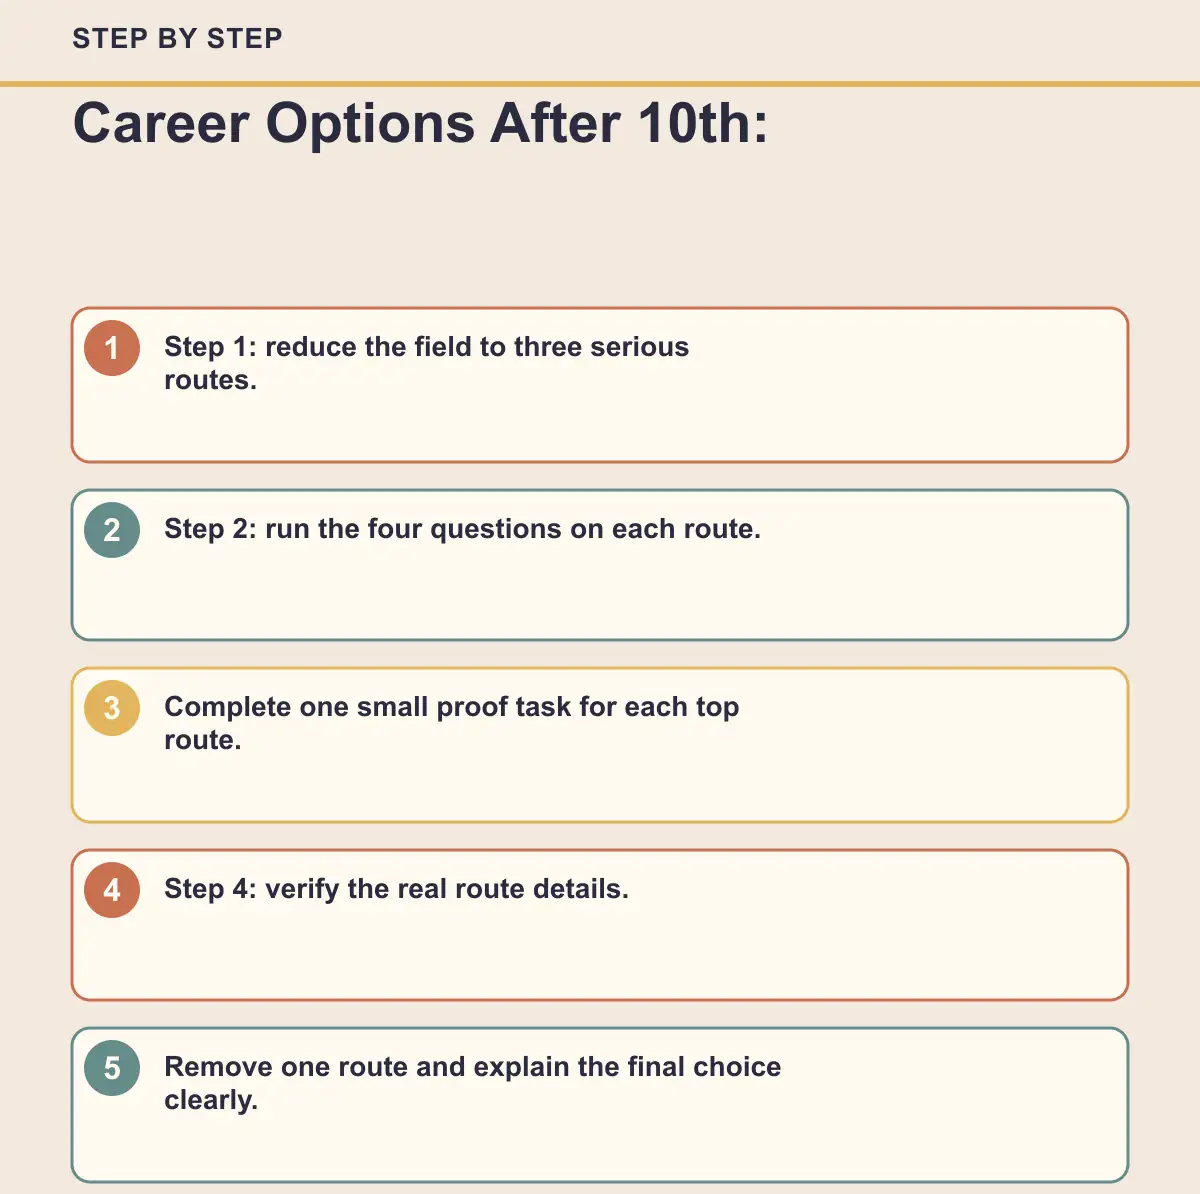 STEP BY STEP
Career Options After 10th:
1
Step 1: reduce the field to three serious
routes.
2
Step 2: run the four questions on each route.
3
Complete one small proof task for each top
route.
4
Step 4: verify the real route details.
5
Remove one route and explain the final choice
clearly.